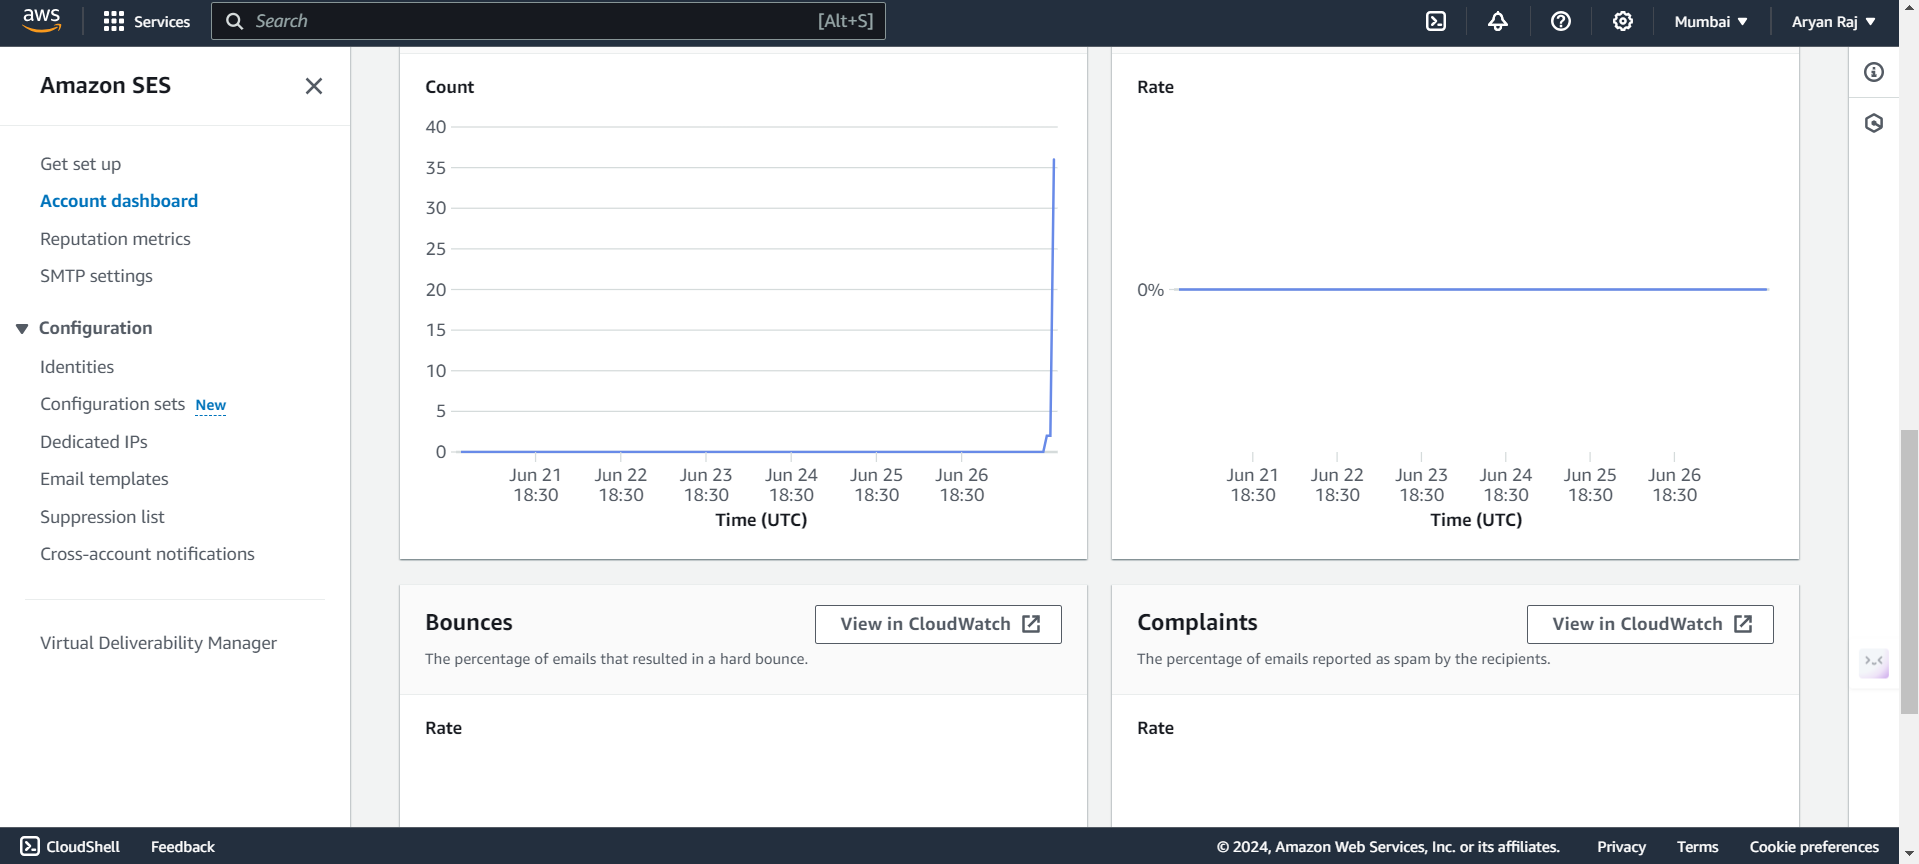 aws
Services
Search
[Alt+S]
Mumbai
Aryan Raj
Amazon SES
Get set up
Account dashboard
Reputation metrics
SMTP settings
Configuration
Identities
Configuration sets New
Dedicated IPs
Email templates
Suppression list
Cross-account notifications
Virtual Deliverability Manager
Count
40
35
30
25
20
15
10
5
0
Jun 21 Jun 22 Jun 23 Jun 24 Jun 25 Jun 26
18:30 18:30 18:30 18:30 18:30 18:30
Time (UTC)
Rate
0%
Jun 21 Jun 22 Jun 23 Jun 24 Jun 25 Jun 26
18:30 18:30 18:30 18:30 18:30 18:30
Time (UTC)
Bounces
View in CloudWatch
The percentage of emails that resulted in a hard bounce.
Rate
Complaints
View in CloudWatch
The percentage of emails reported as spam by the recipients.
Rate
CloudShell
Feedback
© 2024, Amazon Web Services, Inc. or its affiliates.
Privacy
Terms
Cookie preferences